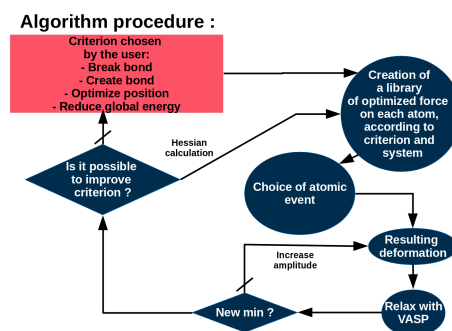 Algorithm procedure :
Criterion chosen
by the user:
- Break bond
- Create bond
- Optimize position
- Reduce global energy
Creation of
a library
of optimized force
on each atom,
according to
criterion and
system
Hessian
calculation
Is it possible
to improve
criterion ?
Choice of atomic
event
Resulting
deformation
Increase
amplitude
New min ?
Relax with
VASP